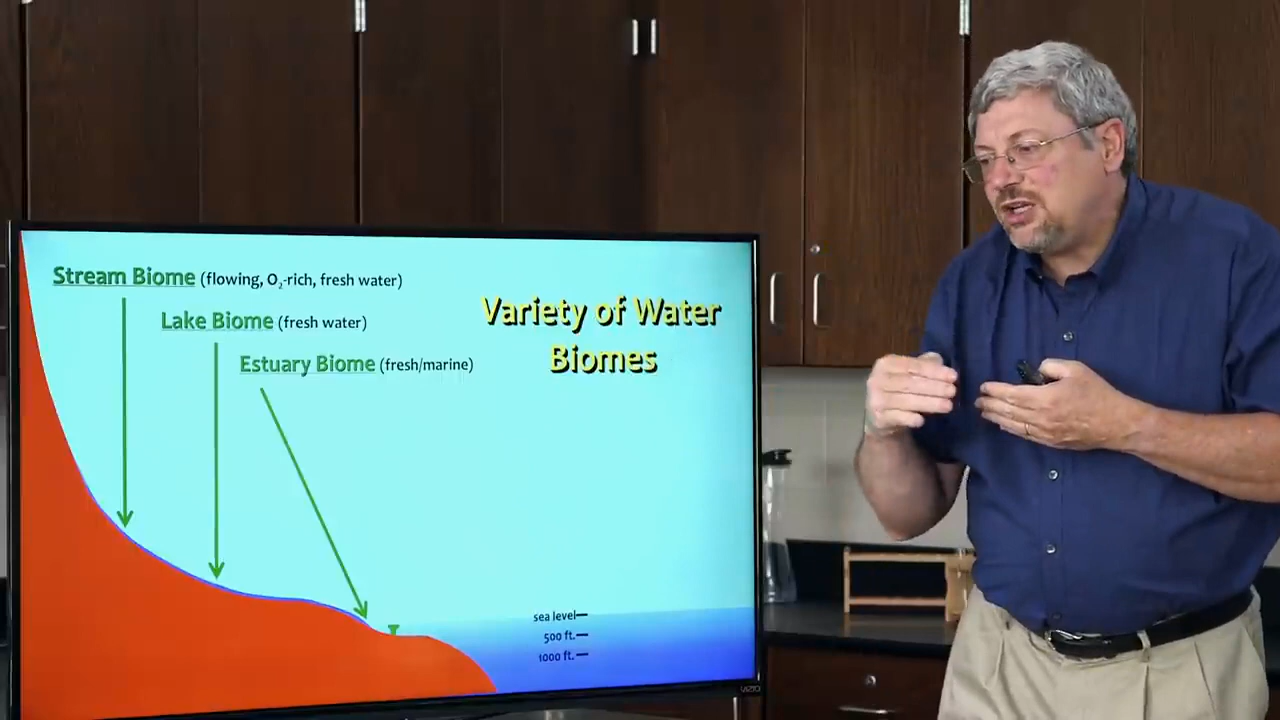 Stream Biome (flowing, O₂-rich, fresh water)
Lake Biome (fresh water)
Estuary Biome (fresh/marine)
Variety of Water
Biomes
sea level
500 ft.
1000 ft.
VIZIO